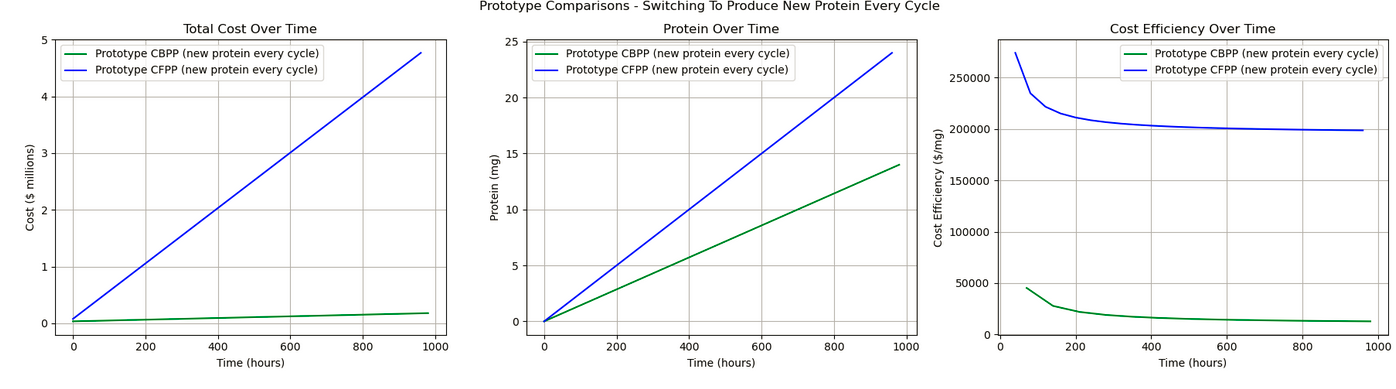 Prototype Comparisons - Switching To Produce New Protein Every Cycle
Total Cost Over Time
Prototype CBPP (new protein every cycle)
Prototype CFPP (new protein every cycle)
Cost ($ millions)
5
4
3
2
1
0
0 200 400 600 800 1000
Time (hours)
Protein Over Time
Prototype CBPP (new protein every cycle)
Prototype CFPP (new protein every cycle)
Protein (mg)
25
20
15
10
5
0
0 200 400 600 800 1000
Time (hours)
Cost Efficiency Over Time
Prototype CBPP (new protein every cycle)
Prototype CFPP (new protein every cycle)
Cost Efficiency ($/mg)
250000
200000
150000
100000
50000
0
0 200 400 600 800 1000
Time (hours)